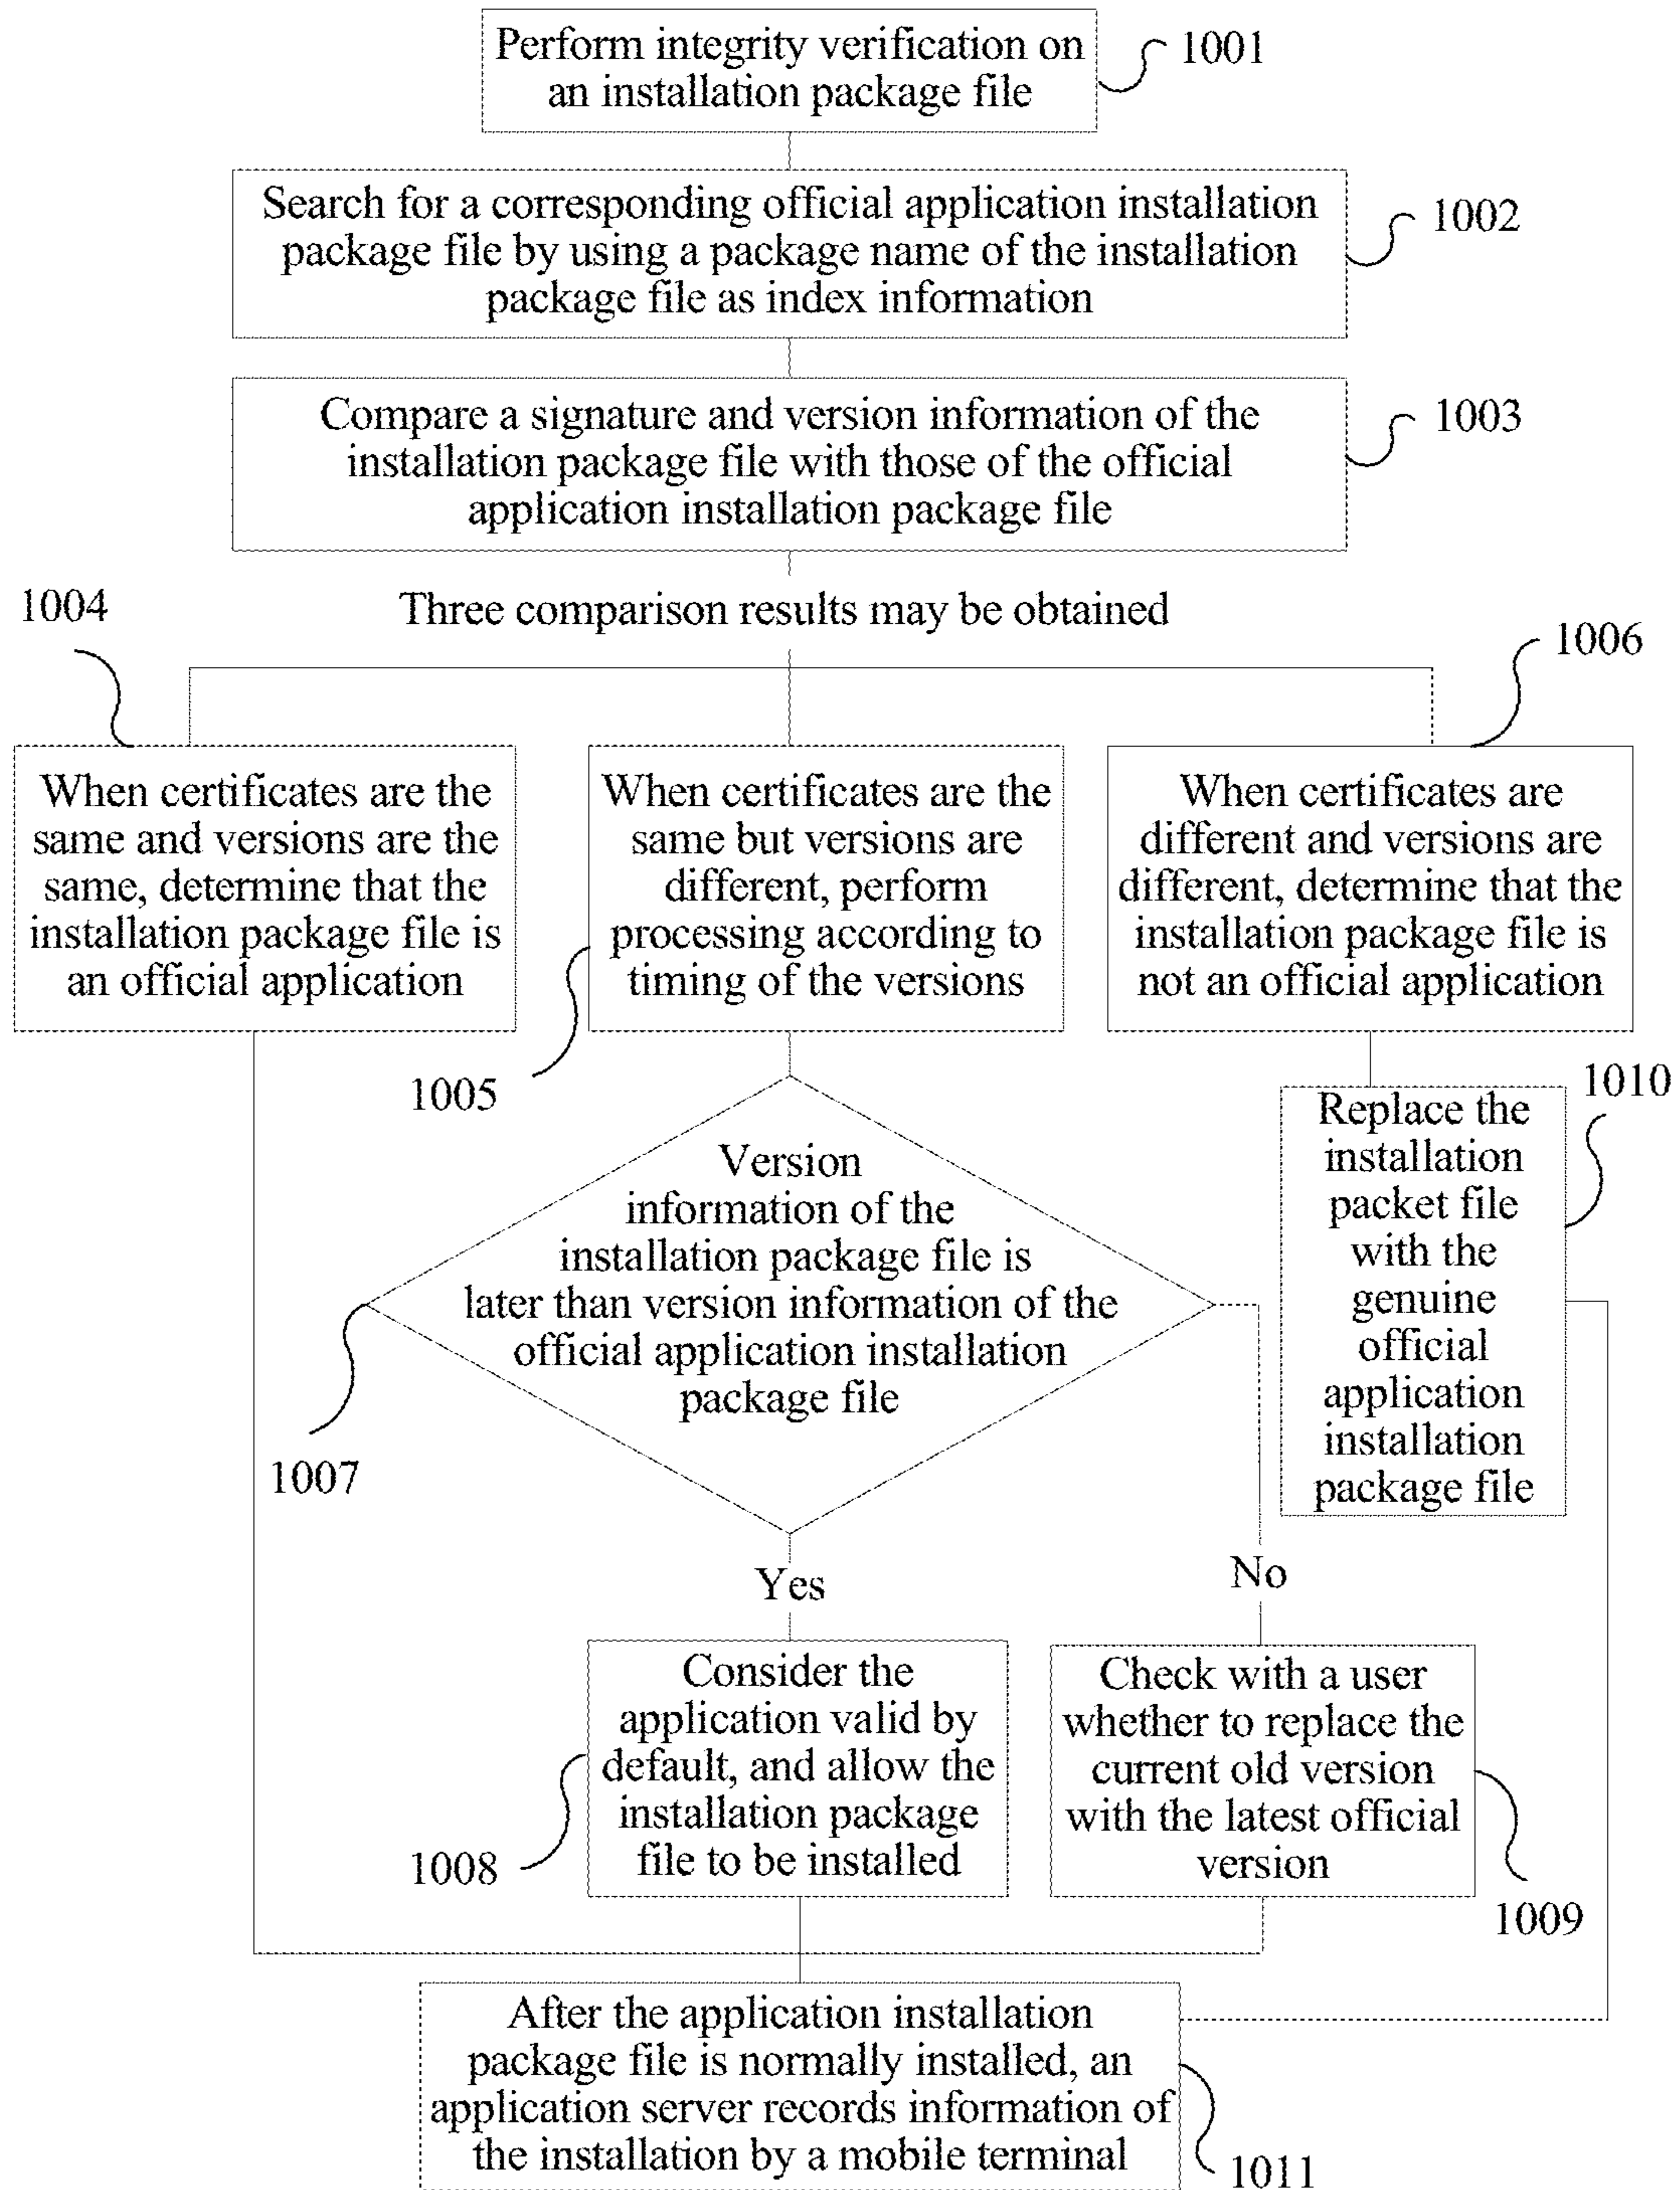 Perform integrity verification on
an installation package file
1001
Search for a corresponding official application installation
package file by using a package name of the installation
package file as index information
1002
Compare a signature and version information of the
installation package file with those of the official
application installation package file
1003
Three comparison results may be obtained
1004
1006
When certificates are the
same and versions are the
same, determine that the
installation package file is
an official application
When certificates are the
same but versions are
different, perform
processing according to
timing of the versions
1005
When certificates are
different and versions are
different, determine that the
installation package file is
not an official application
1010
Replace the
installation
packet file
with the
genuine
official
application
installation
package file
Version
information of the
installation package file is
later than version information of the
official application installation
package file
1007
Yes
No
Consider the
application valid by
default, and allow the
installation package
file to be installed
1008
Check with a user
whether to replace the
current old version
with the latest official
version
1009
After the application installation
package file is normally installed, an
application server records information of
the installation by a mobile terminal
1011